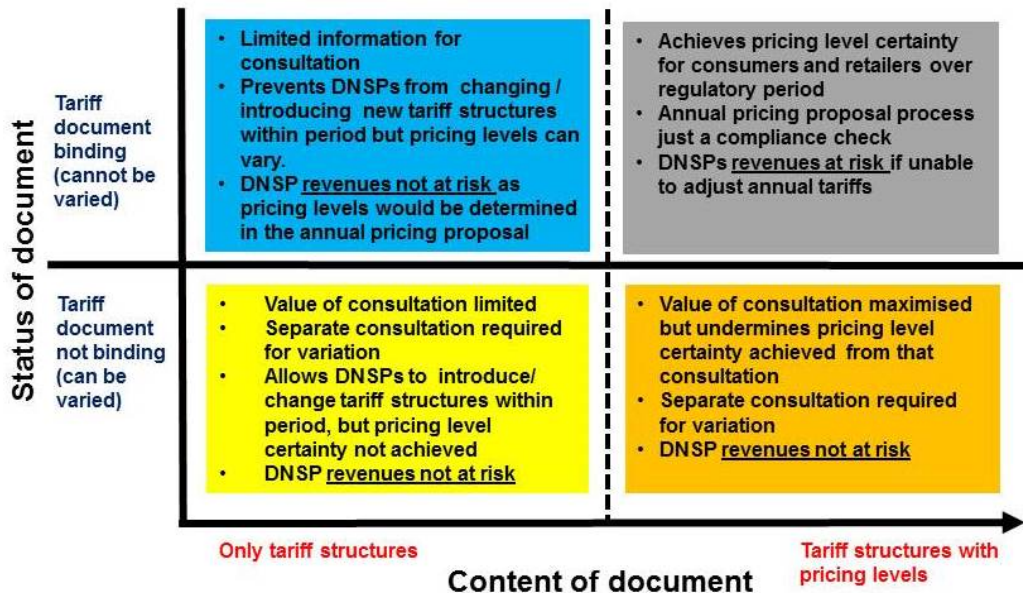 Status of document
Tariff
document
binding
(cannot be
varied)
• Limited information for
consultation
• Prevents DNSPs from changing /
introducing new tariff structures
within period but pricing levels can
vary.
• DNSP revenues not at risk as
pricing levels would be determined
in the annual pricing proposal
• Achieves pricing level certainty
for consumers and retailers over
regulatory period
• Annual pricing proposal process
just a compliance check
• DNSPs revenues at risk if unable
to adjust annual tariffs
Tariff
document
not binding
(can be
varied)
• Value of consultation limited
• Separate consultation required
for variation
• Allows DNSPs to introduce/
change tariff structures within
period, but pricing level
certainty not achieved
• DNSP revenues not at risk
• Value of consultation maximised
but undermines pricing level
certainty achieved from that
consultation
• Separate consultation required
for variation
• DNSP revenues not at risk
Only tariff structures
Tariff structures with
pricing levels
Content of document